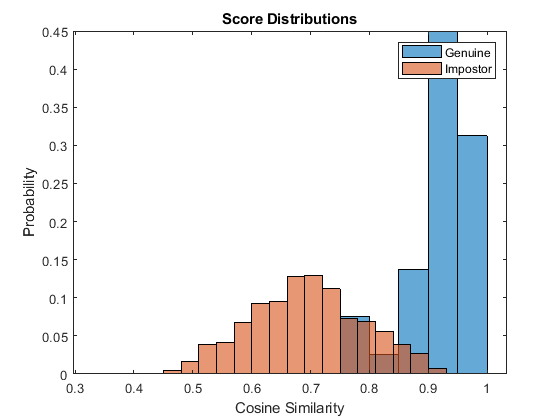 Score Distributions
Genuine
Impostor
0.45
0.4
0.35
0.3
0.25
0.2
0.15
0.1
0.05
0
Probability
0.3 0.4 0.5 0.6 0.7 0.8 0.9 1
Cosine Similarity